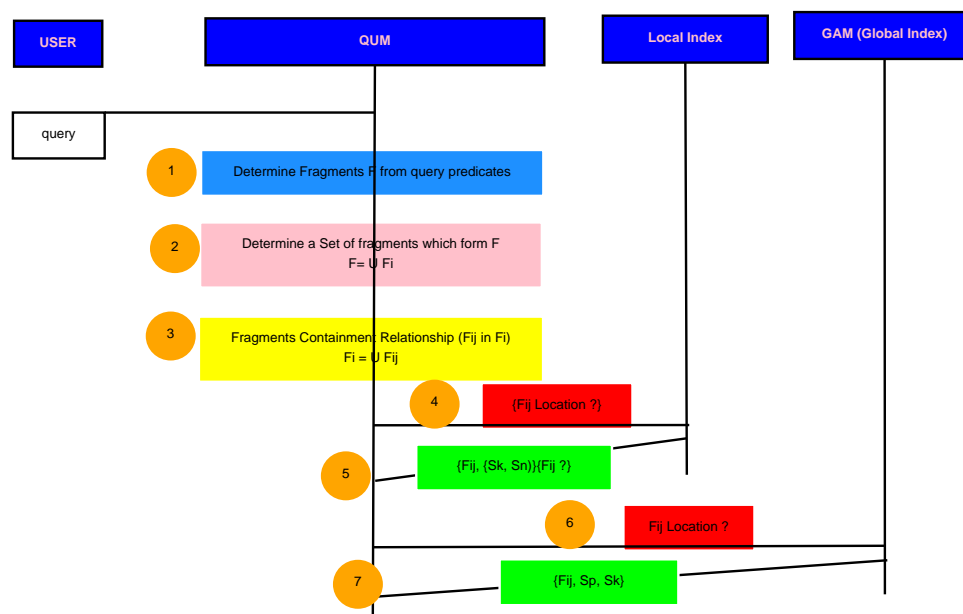 USER
QUM
Local Index
GAM (Global Index)
query
1
Determine Fragments F from query predicates
2
Determine a Set of fragments which form F
F= U Fi
3
Fragments Containment Relationship (Fij in Fi)
Fi = U Fij
4
{Fij Location ?}
5
{Fij, {Sk, Sn)}{Fij ?}
6
Fij Location ?
7
{Fij, Sp, Sk}